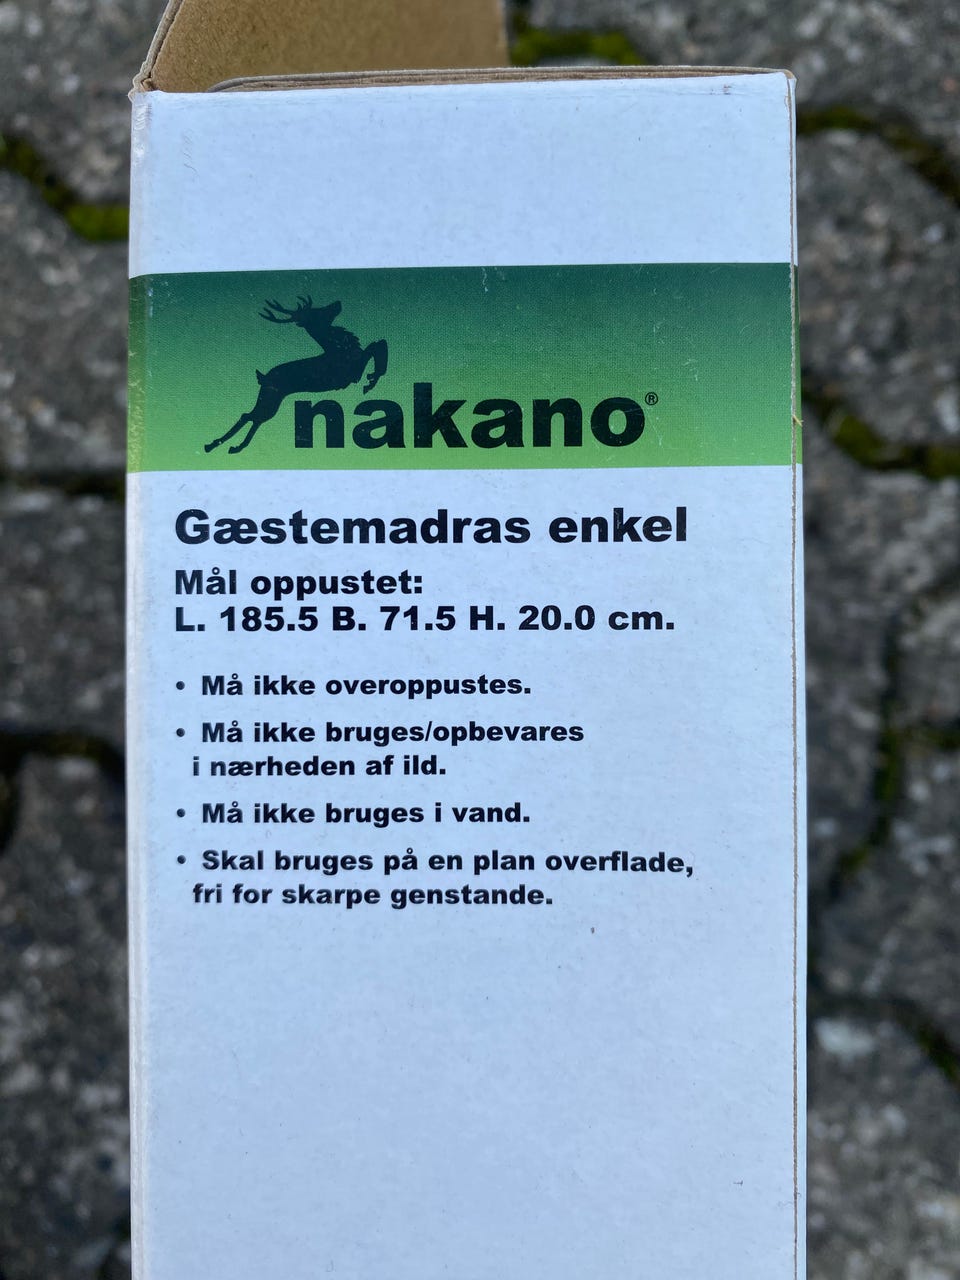 nakano®
Gæstemadras enkel
Mål oppustet:
L. 185.5 B. 71.5 H. 20.0 cm.
• Må ikke overoppustes.
• Må ikke bruges/opbevares
i nærheden af ild.
• Må ikke bruges i vand.
• Skal bruges på en plan overflade,
fri for skarpe genstande.